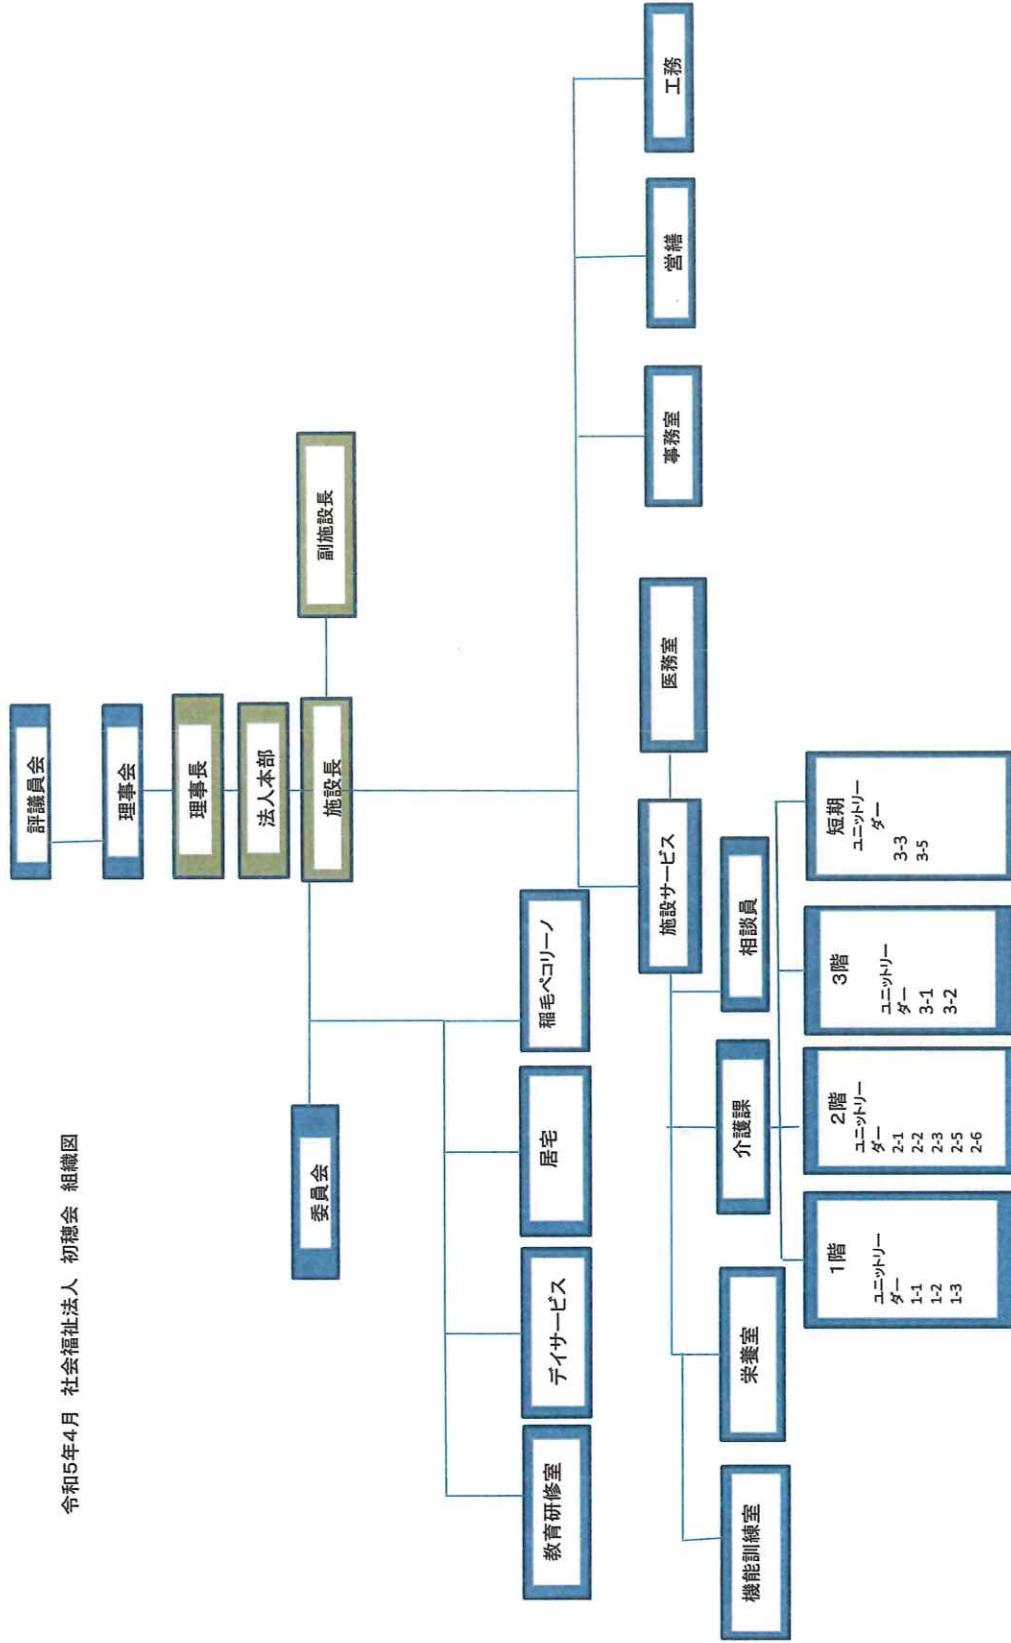 令和5年4月 社会福祉法人 初穂会 組織図
評議員会
理事会
理事長
法人本部
施設長
副施設長
委員会
教育研修室
デイサービス
居宅
稲毛ペコリーノ
施設サービス
医務室
事務室
営繕
工務
機能訓練室
栄養室
介護課
相談員
1階
ユニットリー
ダー
1-1
1-2
1-3
2階
ユニットリー
ダー
2-1
2-2
2-3
2-5
2-6
3階
ユニットリー
ダー
3-1
3-2
短期
ユニットリー
ダー
3-3
3-5